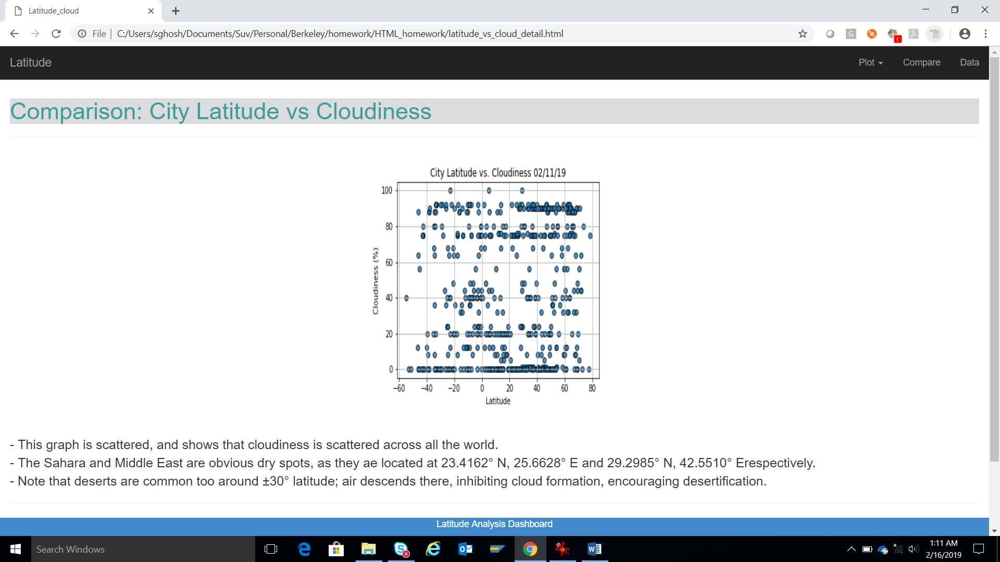 Latitude_cloud
File
C:/Users/sghosh/Documents/Suv/Personal/Berkeley/homework/HTML_homework/latitude_vs_cloud_detail.html
G
Latitude
Plot
Compare
Data
Comparison: City Latitude vs Cloudiness
City Latitude vs. Cloudiness 02/11/19
100
80
60
40
20
0
Cloudiness (%)
−60 −40 −20 0 20 40 60 80
Latitude
- This graph is scattered, and shows that cloudiness is scattered across all the world.
- The Sahara and Middle East are obvious dry spots, as they ae located at 23.4162° N, 25.6628° E and 29.2985° N, 42.5510° Erespectively.
- Note that deserts are common too around ±30° latitude; air descends there, inhibiting cloud formation, encouraging desertification.
Latitude Analysis Dashboard
Search Windows
64
1:11 AM
2/16/2019